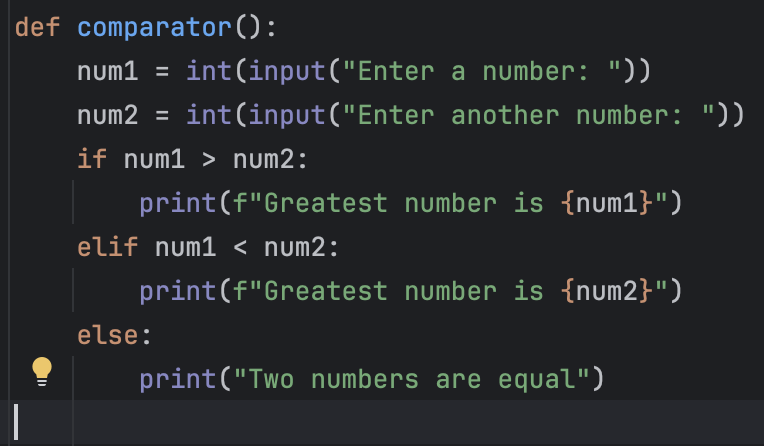 def comparator():
    num1 = int(input("Enter a number: "))
    num2 = int(input("Enter another number: "))
    if num1 > num2:
        print(f"Greatest number is {num1}")
    elif num1 < num2:
        print(f"Greatest number is {num2}")
    else:
        print("Two numbers are equal")